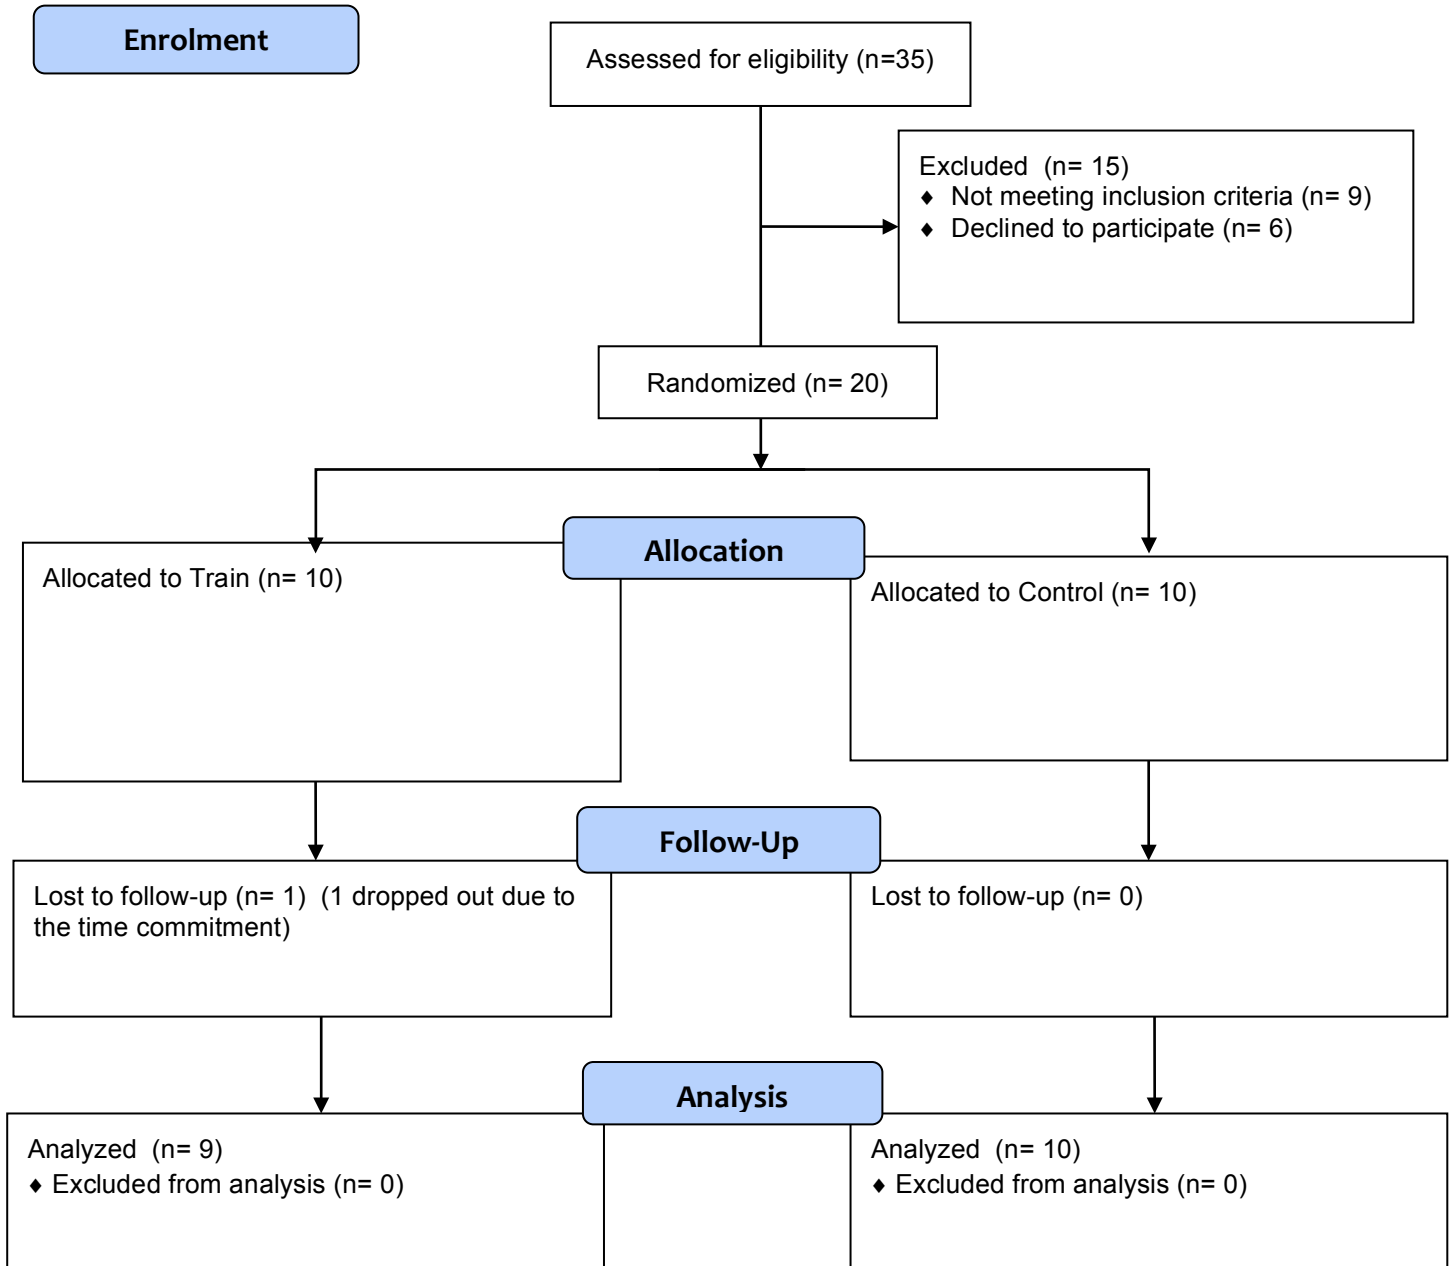 Enrolment
Assessed for eligibility (n=35)
Excluded  (n= 15)
♦ Not meeting inclusion criteria (n= 9)
♦ Declined to participate (n= 6)
Randomized (n= 20)
Allocation
Allocated to Train (n= 10)
Allocated to Control (n= 10)
Follow-Up
Lost to follow-up (n= 1)  (1 dropped out due to
the time commitment)
Lost to follow-up (n= 0)
Analysis
Analyzed  (n= 9)
♦ Excluded from analysis (n= 0)
Analyzed  (n= 10)
♦ Excluded from analysis (n= 0)